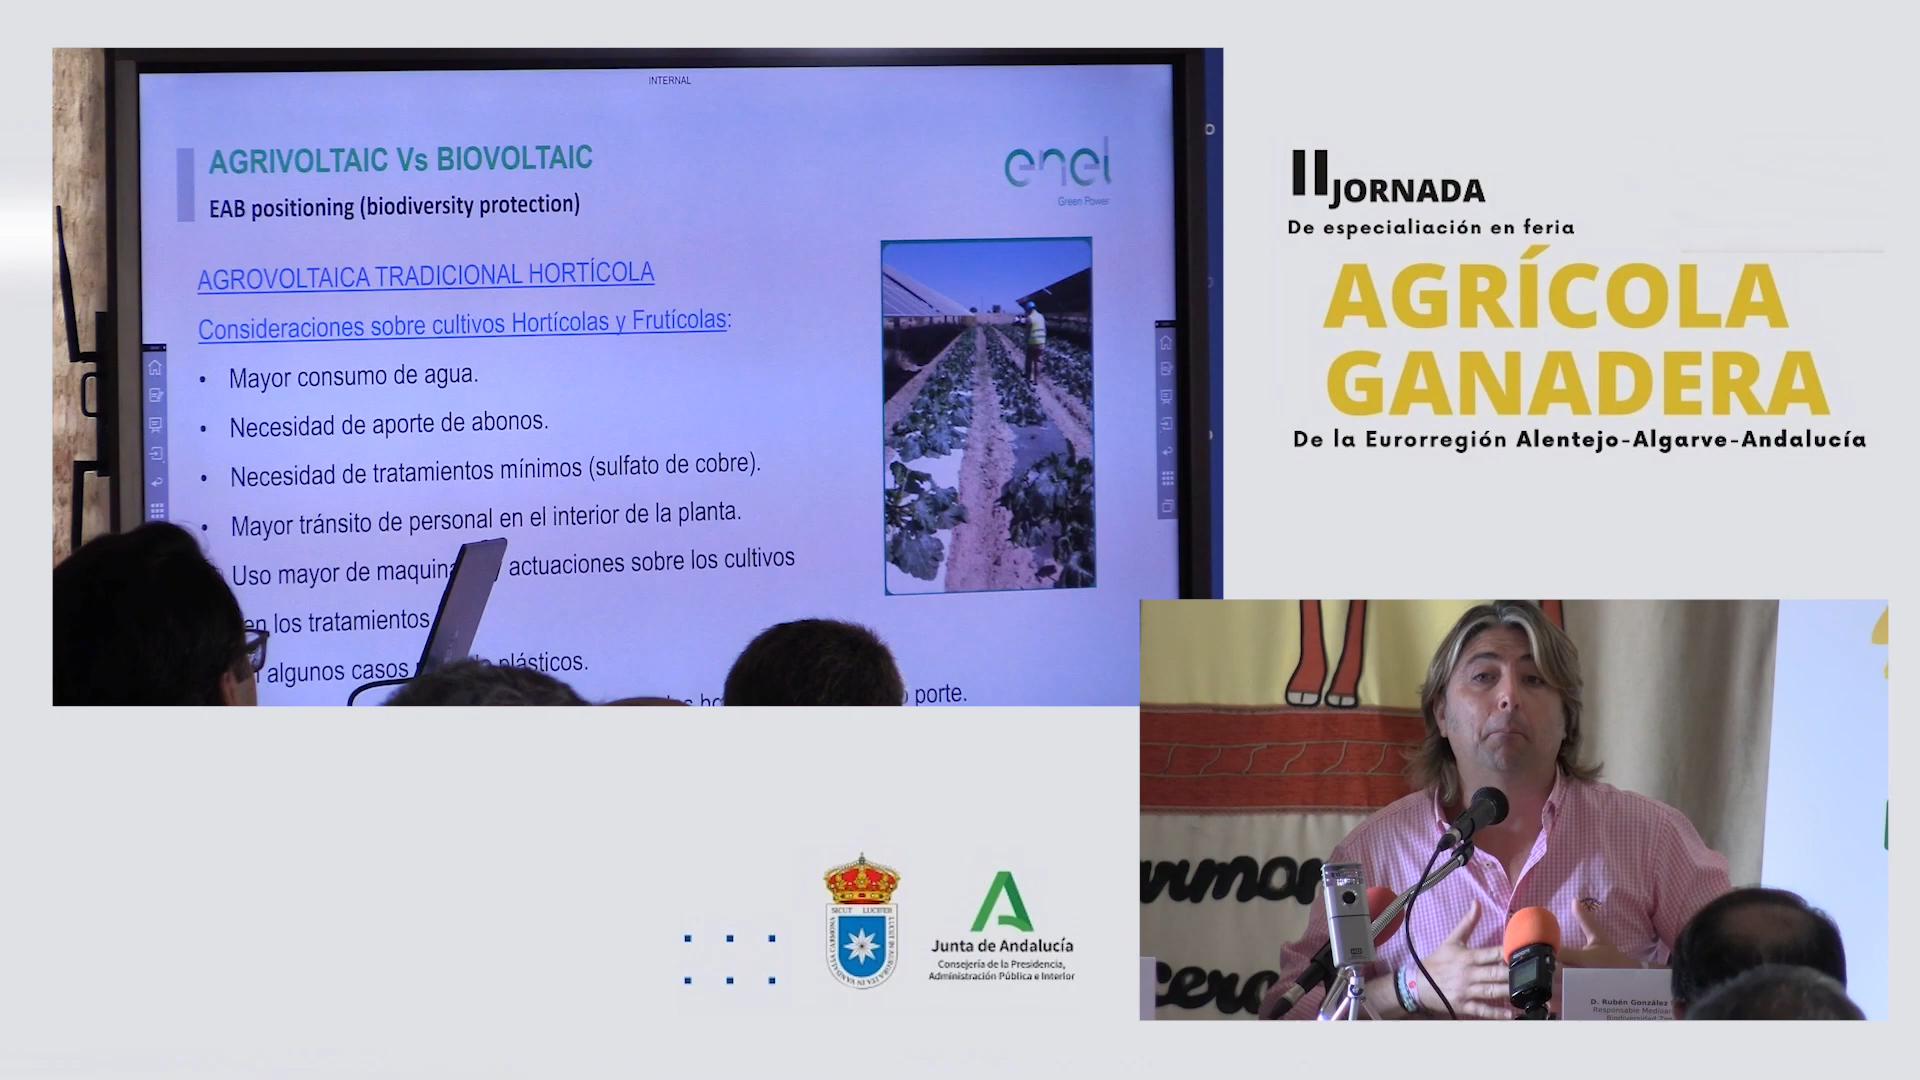 INTERNAL
AGRIVOLTAIC Vs BIOVOLTAIC
EAB positioning (biodiversity protection)
enel
Green Power
AGROVOLTAICA TRADICIONAL HORTÍCOLA
Consideraciones sobre cultivos Hortícolas y Frutícolas:
• Mayor consumo de agua.
• Necesidad de aporte de abonos.
• Necesidad de tratamientos mínimos (sulfato de cobre).
• Mayor tránsito de personal en el interior de la planta.
Uso mayor de maquina actuaciones sobre los cultivos
en los tratamientos
algunos casos plásticos.
porte.
II JORNADA
De especialiación en feria
AGRÍCOLA
GANADERA
De la Eurorregión Alentejo-Algarve-Andalucía
SICUT LUCIFER
Junta de Andalucía
Consejería de la Presidencia,
Administración Pública e Interior
D. Rubén González
Responsable
Biodiversidad